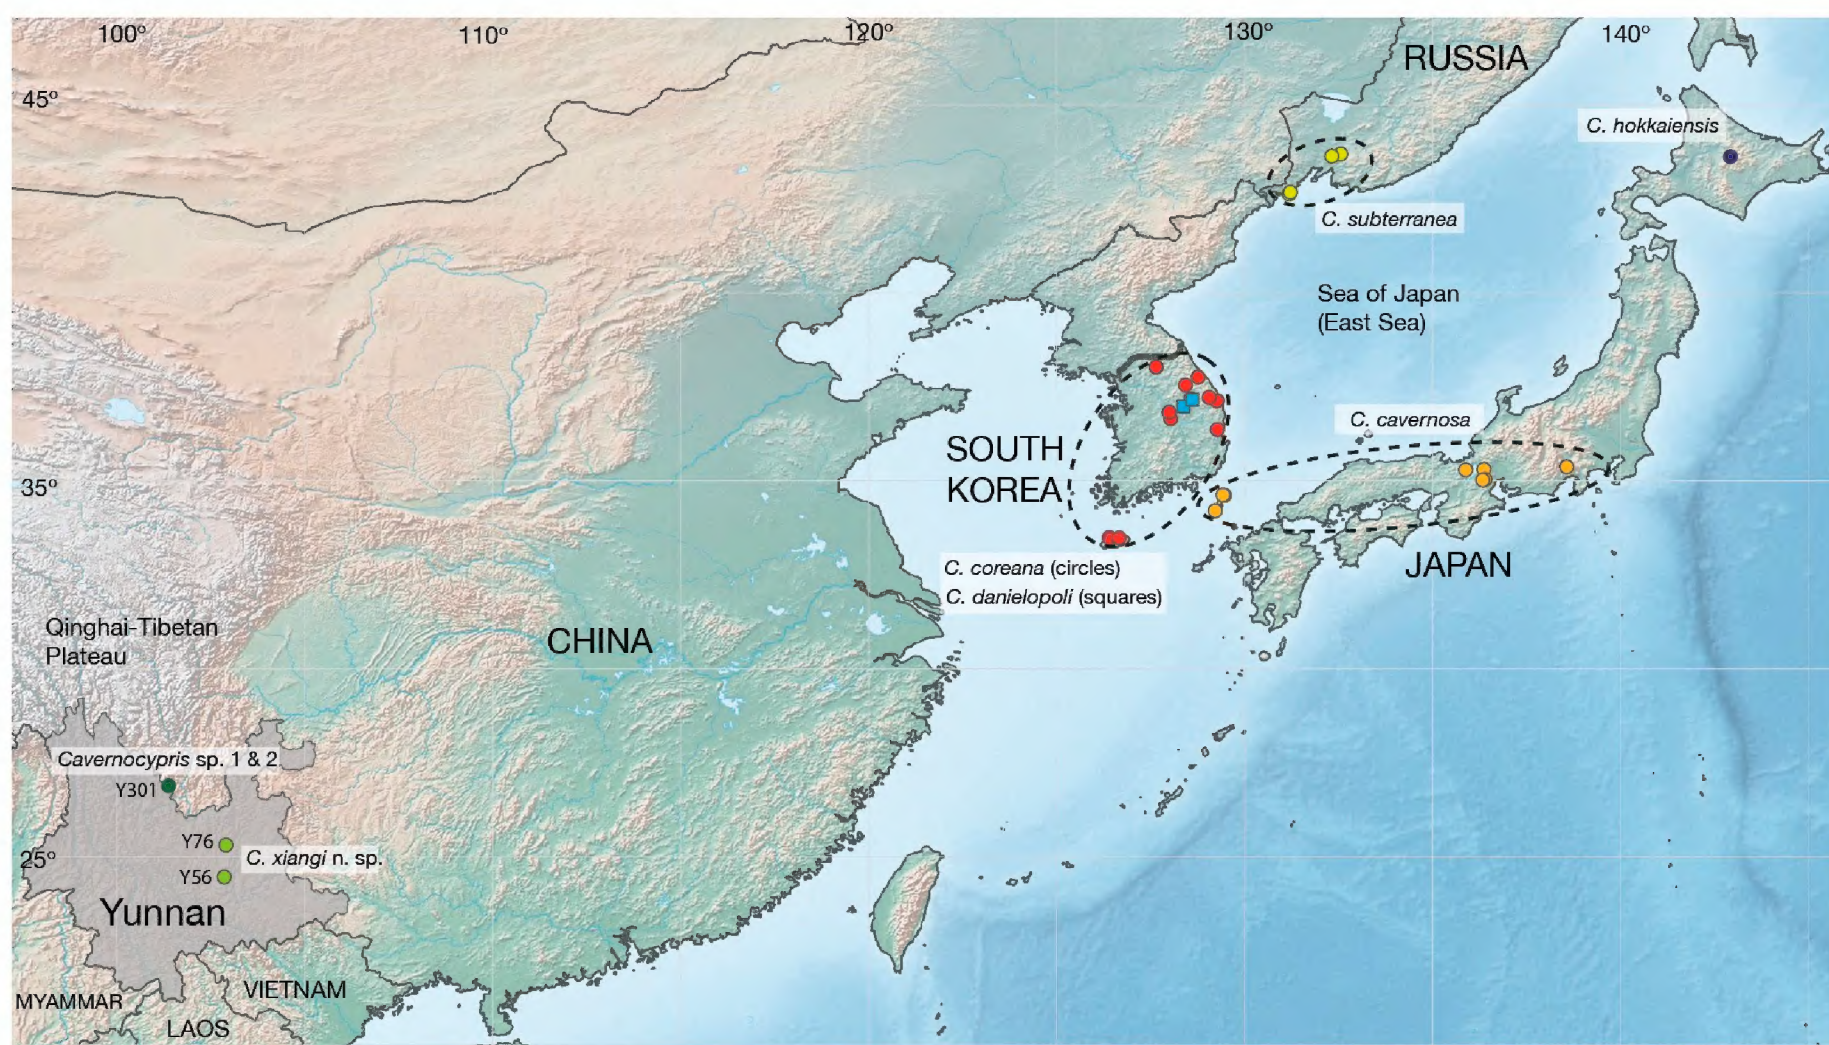 100°
110°
120°
130°
140°
RUSSIA
45°
C. hokkaiensis
C. subterranea
Sea of Japan
(East Sea)
C. cavernosa
SOUTH
KOREA
35°
JAPAN
C. coreana (circles)
C. danielopoli (squares)
Qinghai-Tibetan
Plateau
CHINA
Cavernocypris sp. 1 & 2
Y301
Y76
C. xiangi n. sp.
25°
Y56
Yunnan
VIETNAM
MYAMMAR
LAOS